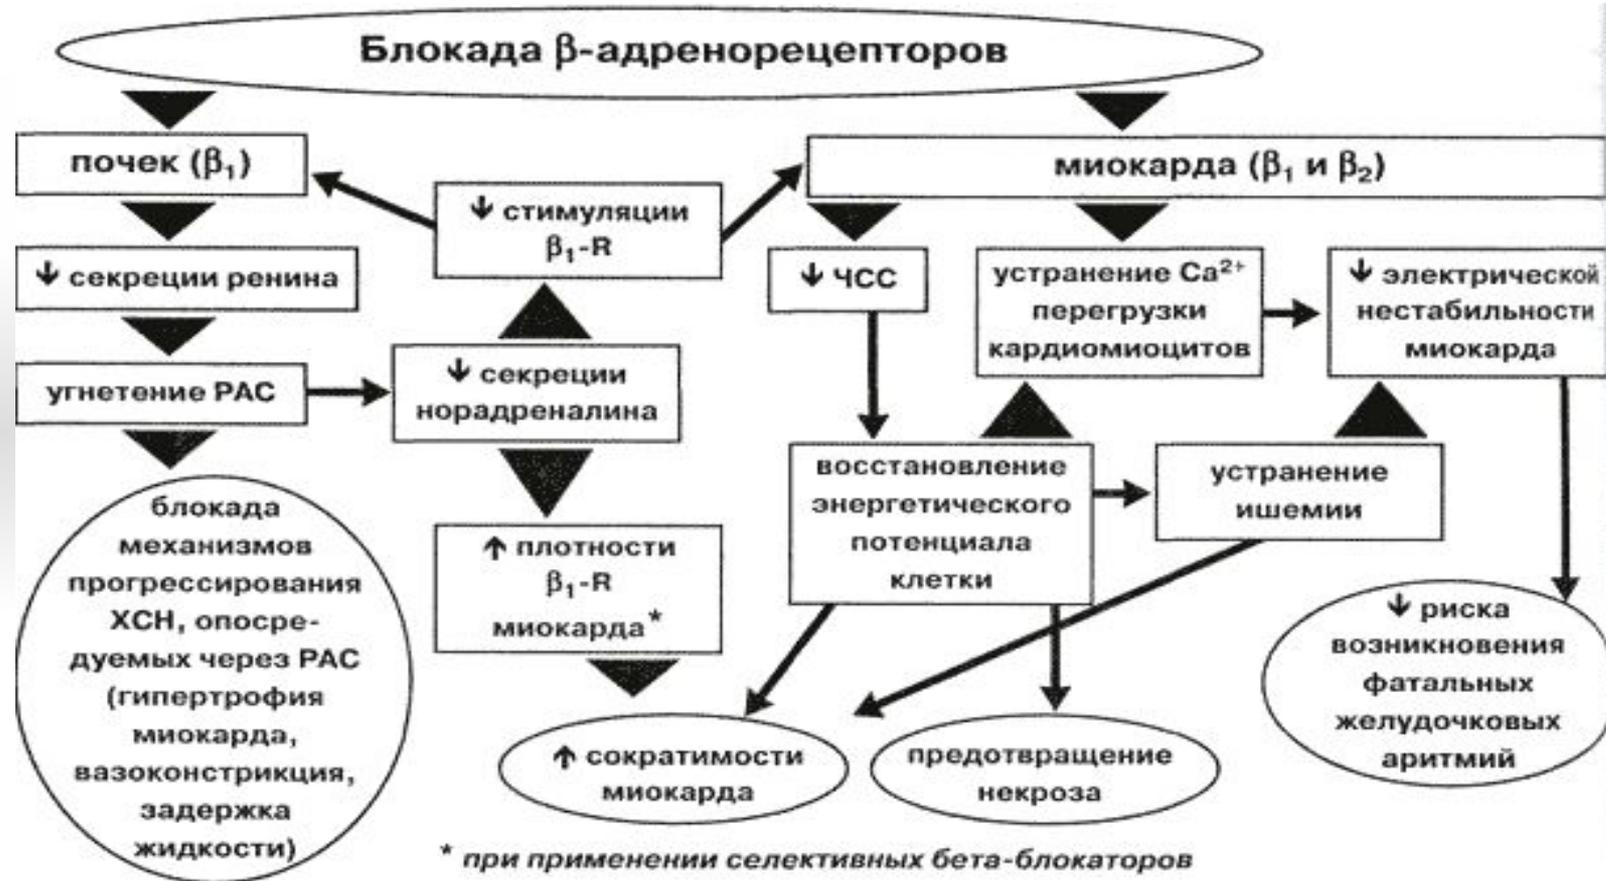 Блокада β-адренорецепторов
почек (β₁)
миокарда (β₁ и β₂)
↓ стимуляции
β₁-R
↓ секреции ренина
↓ ЧСС
устранение Ca²⁺
перегрузки
кардиомиоцитов
↓ электрической
нестабильности
миокарда
угнетение РАС
↓ секреции
норадреналина
восстановление
энергетического
потенциала
клетки
устранение
ишемии
блокада
механизмов
прогрессирования
ХСН, опосре-
дуемых через РАС
(гипертрофия
миокарда,
вазоконстрикция,
задержка
жидкости)
↑ плотности
β₁-R
миокарда*
↓ риска
возникновения
фатальных
желудочковых
аритмий
↑ сократимости
миокарда
предотвращение
некроза
* при применении селективных бета-блокаторов